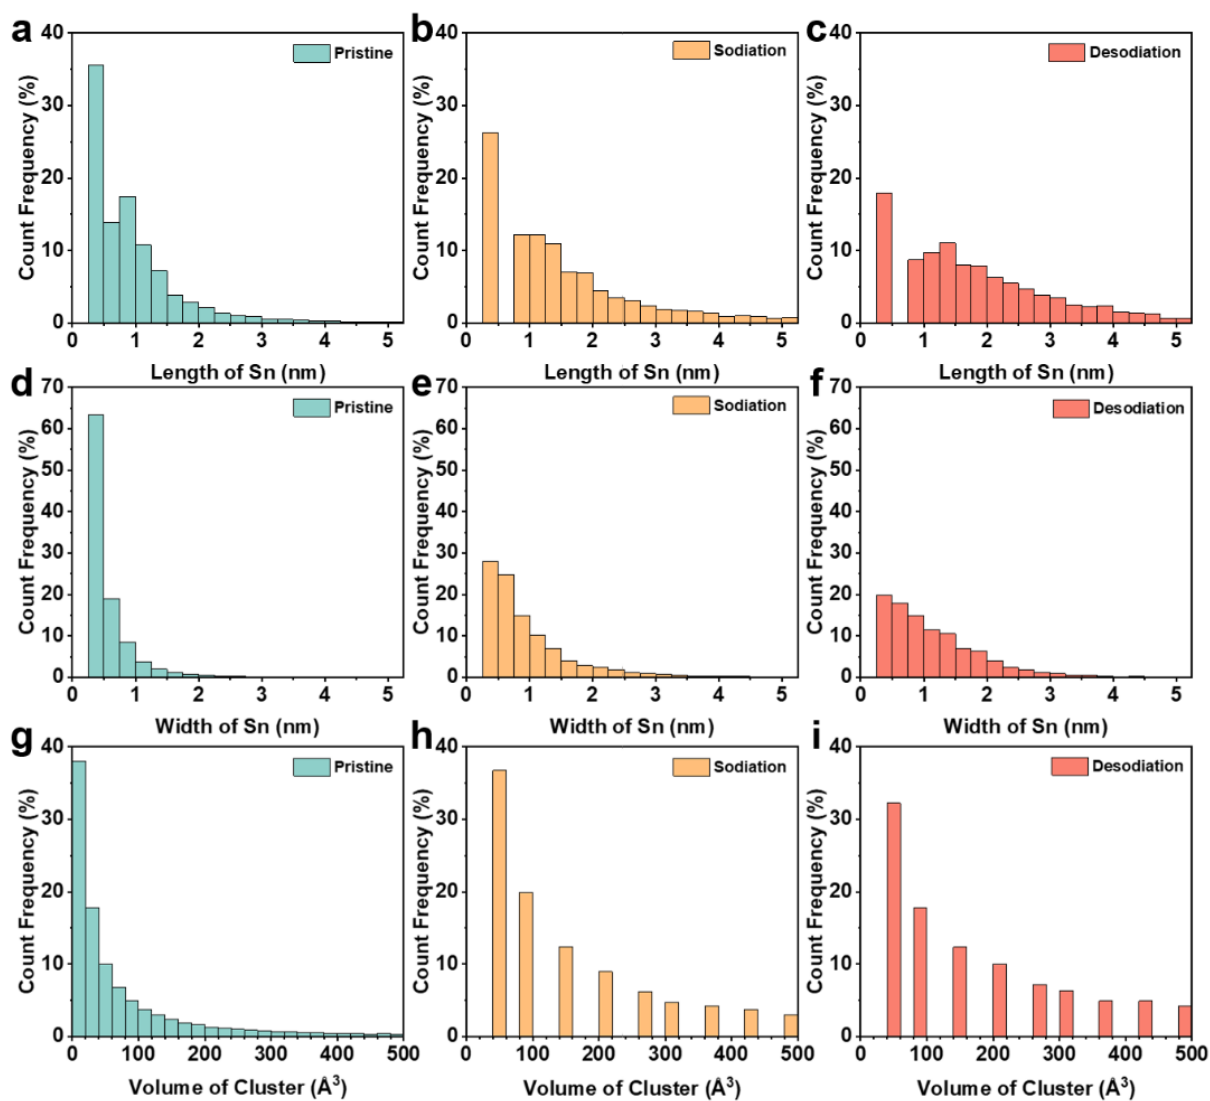 a
40
30
20
10
0
Count Frequency (%)
Pristine
0 1 2 3 4 5
Length of Sn (nm)
b
40
30
20
10
0
Count Frequency (%)
Sodiation
0 1 2 3 4 5
Length of Sn (nm)
c
40
30
20
10
0
Count Frequency (%)
Desodiation
0 1 2 3 4 5
Length of Sn (nm)
d
70
60
50
40
30
20
10
0
Count Frequency (%)
Pristine
0 1 2 3 4 5
Width of Sn (nm)
e
70
60
50
40
30
20
10
0
Count Frequency (%)
Sodiation
0 1 2 3 4 5
Width of Sn (nm)
f
70
60
50
40
30
20
10
0
Count Frequency (%)
Desodiation
0 1 2 3 4 5
Width of Sn (nm)
g
40
30
20
10
0
Count Frequency (%)
Pristine
0 100 200 300 400 500
Volume of Cluster (Å³)
h
40
30
20
10
0
Count Frequency (%)
Sodiation
0 100 200 300 400 500
Volume of Cluster (Å³)
i
40
30
20
10
0
Count Frequency (%)
Desodiation
0 100 200 300 400 500
Volume of Cluster (Å³)